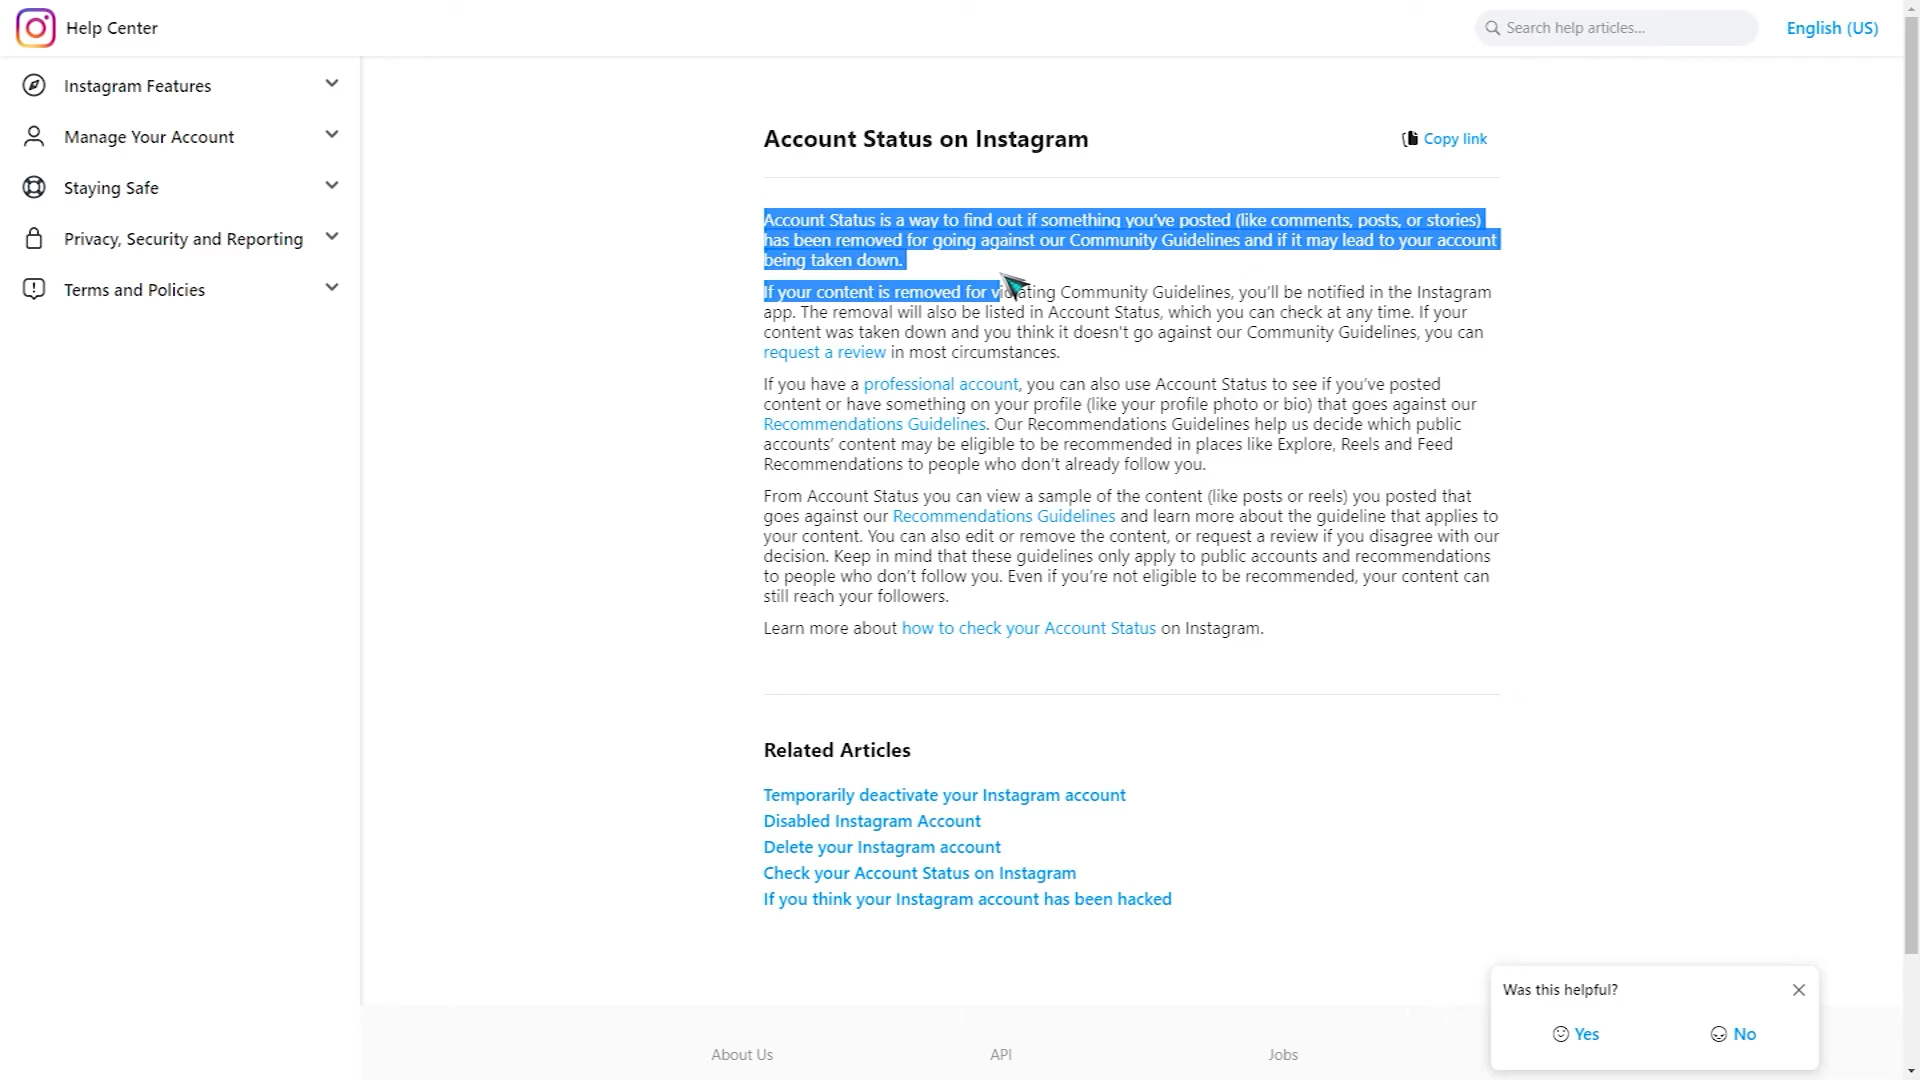 Help Center
Search help articles...
English (US)
Instagram Features
Manage Your Account
Staying Safe
Privacy, Security and Reporting
Terms and Policies
Account Status on Instagram
Copy link
Account Status is a way to find out if something you’ve posted (like comments, posts, or stories)
has been removed for going against our Community Guidelines and if it may lead to your account
being taken down.
If your content is removed for violating Community Guidelines, you’ll be notified in the Instagram
app. The removal will also be listed in Account Status, which you can check at any time. If your
content was taken down and you think it doesn't go against our Community Guidelines, you can
request a review in most circumstances.
If you have a professional account, you can also use Account Status to see if you’ve posted
content or have something on your profile (like your profile photo or bio) that goes against our
Recommendations Guidelines. Our Recommendations Guidelines help us decide which public
accounts’ content may be eligible to be recommended in places like Explore, Reels and Feed
Recommendations to people who don’t already follow you.
From Account Status you can view a sample of the content (like posts or reels) you posted that
goes against our Recommendations Guidelines and learn more about the guideline that applies to
your content. You can also edit or remove the content, or request a review if you disagree with our
decision. Keep in mind that these guidelines only apply to public accounts and recommendations
to people who don’t follow you. Even if you’re not eligible to be recommended, your content can
still reach your followers.
Learn more about how to check your Account Status on Instagram.
Related Articles
Temporarily deactivate your Instagram account
Disabled Instagram Account
Delete your Instagram account
Check your Account Status on Instagram
If you think your Instagram account has been hacked
Was this helpful?
Yes
No
About Us
API
Jobs